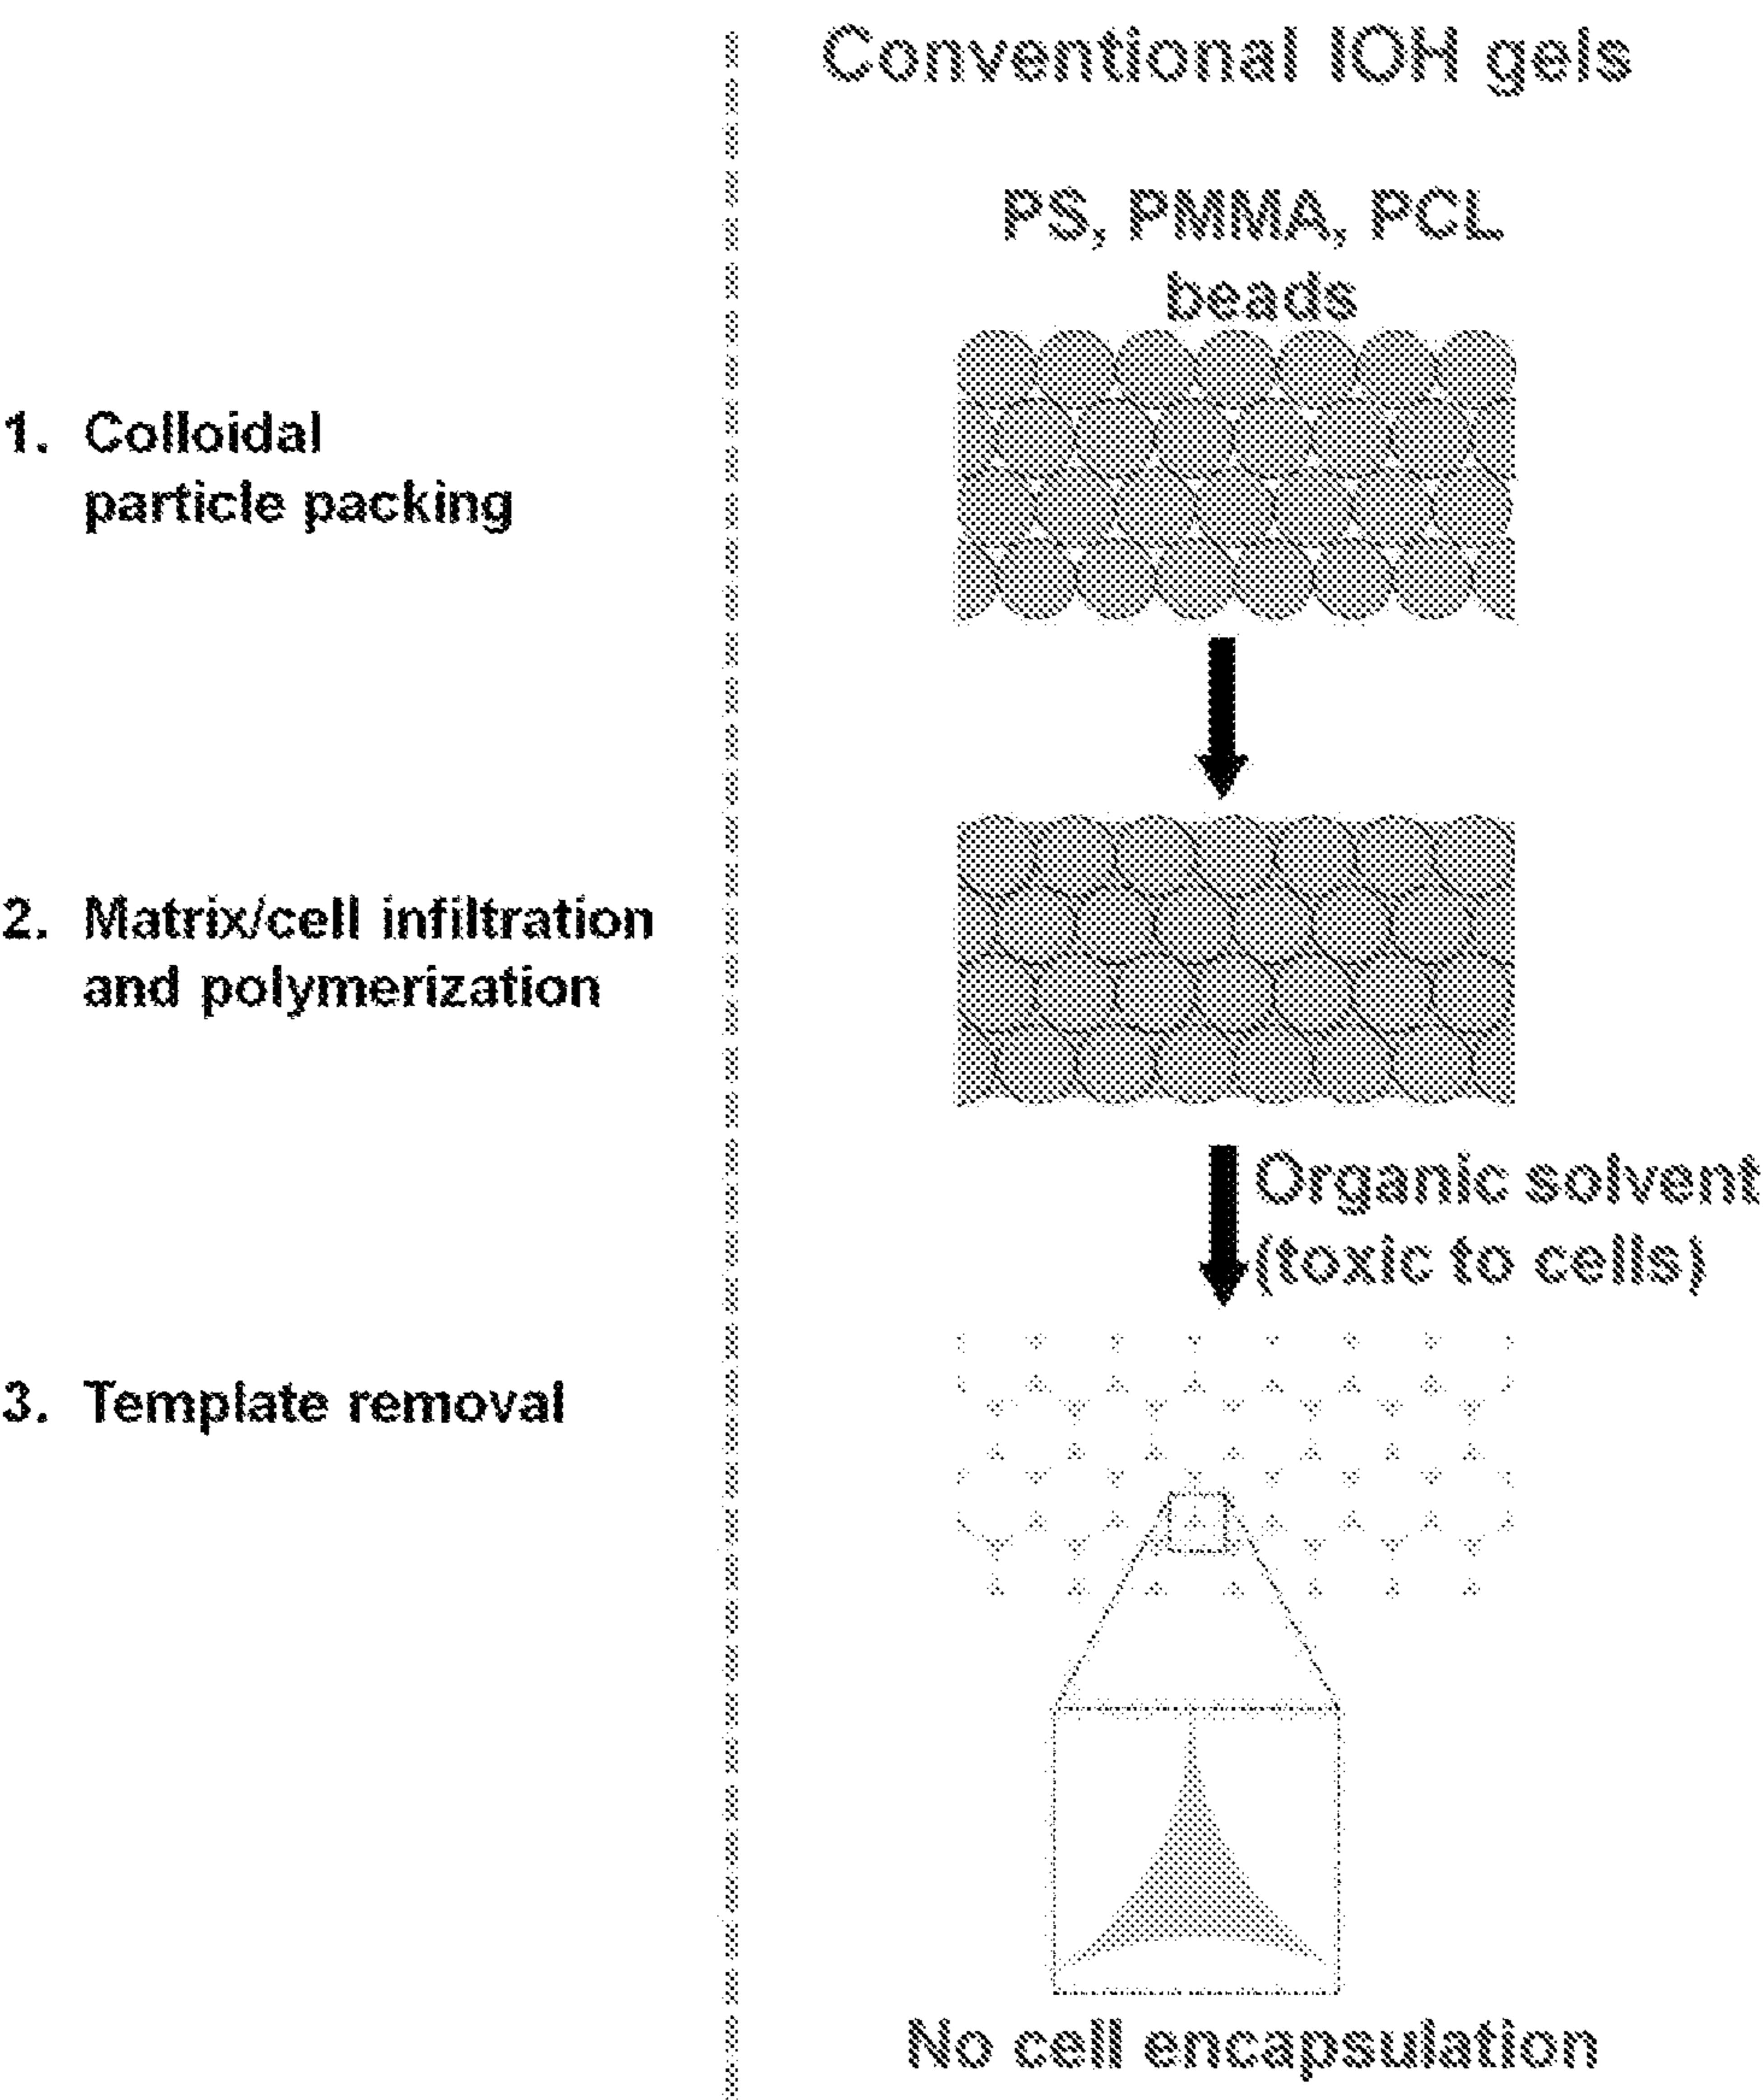 Conventional IOH gels
PS, PMMA, PCL
beads
1. Colloidal
particle packing
2. Matrix/cell infiltration
and polymerization
Organic solvent
(toxic to cells)
3. Template removal
No cell encapsulation